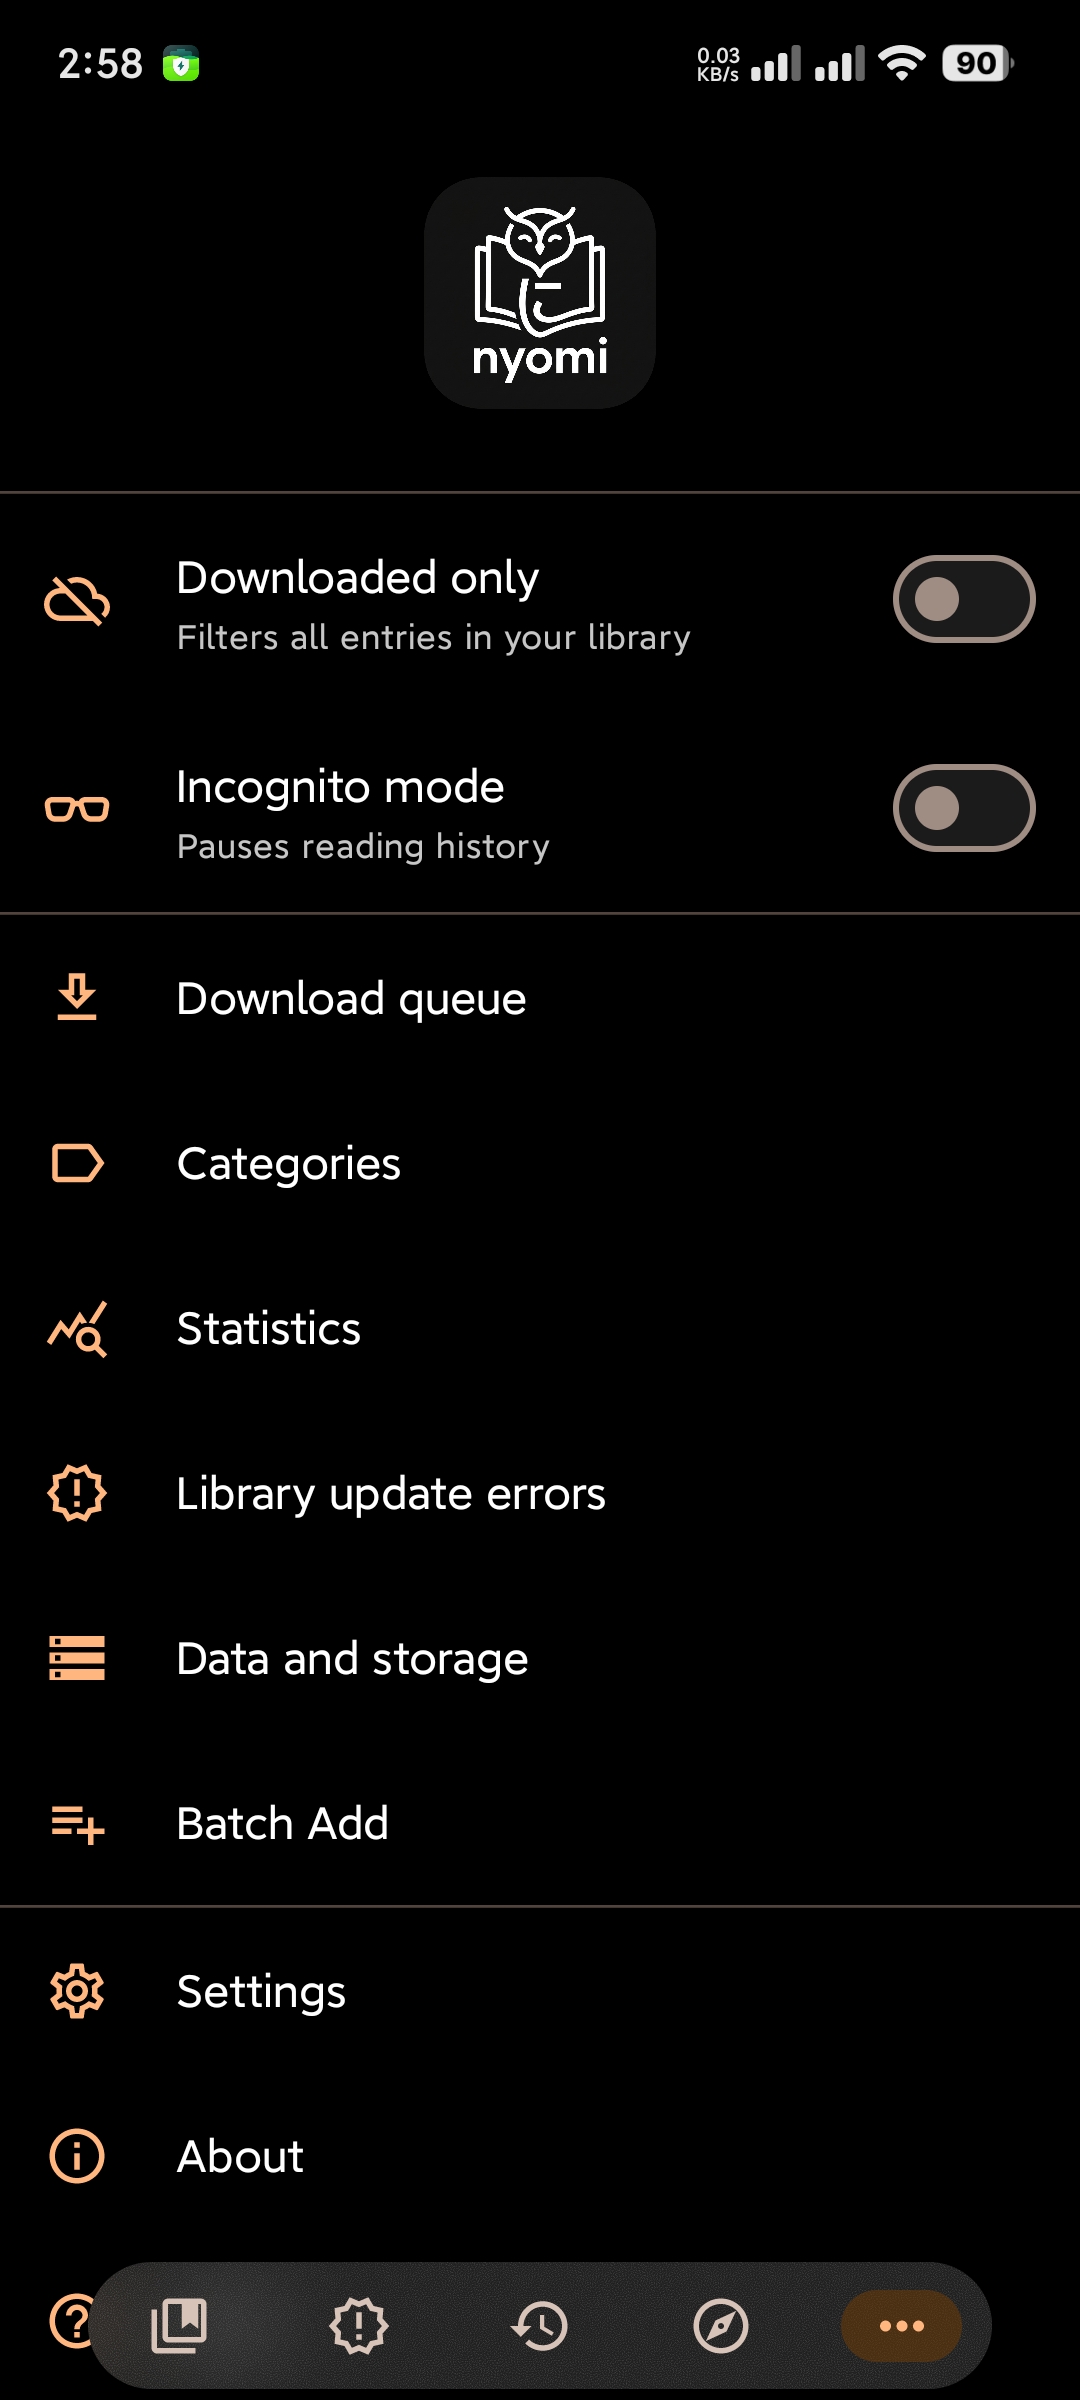 2:58
0.03
KB/s
90
nyomi
Downloaded only
Filters all entries in your library
Incognito mode
Pauses reading history
Download queue
Categories
Statistics
Library update errors
Data and storage
Batch Add
Settings
About